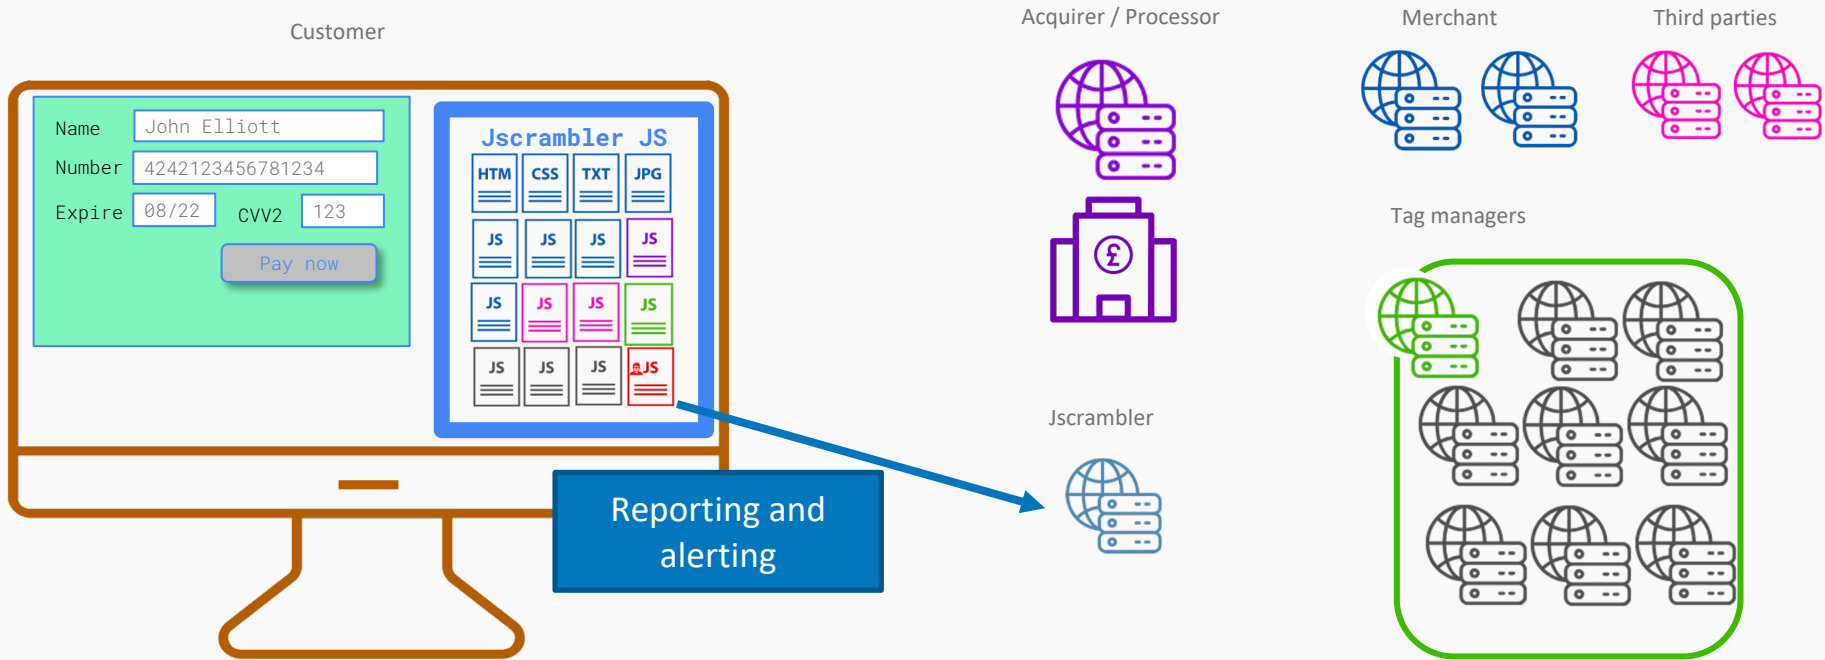 Customer
Acquirer / Processor
Merchant
Third parties
Name
John Elliott
Number
4242123456781234
Expire
08/22
CVV2
123
Pay now
Jscrambler JS
HTM CSS TXT JPG
JS JS JS JS
JS JS JS JS
JS JS JS JS
Tag managers
£
Jscrambler
Reporting and
alerting